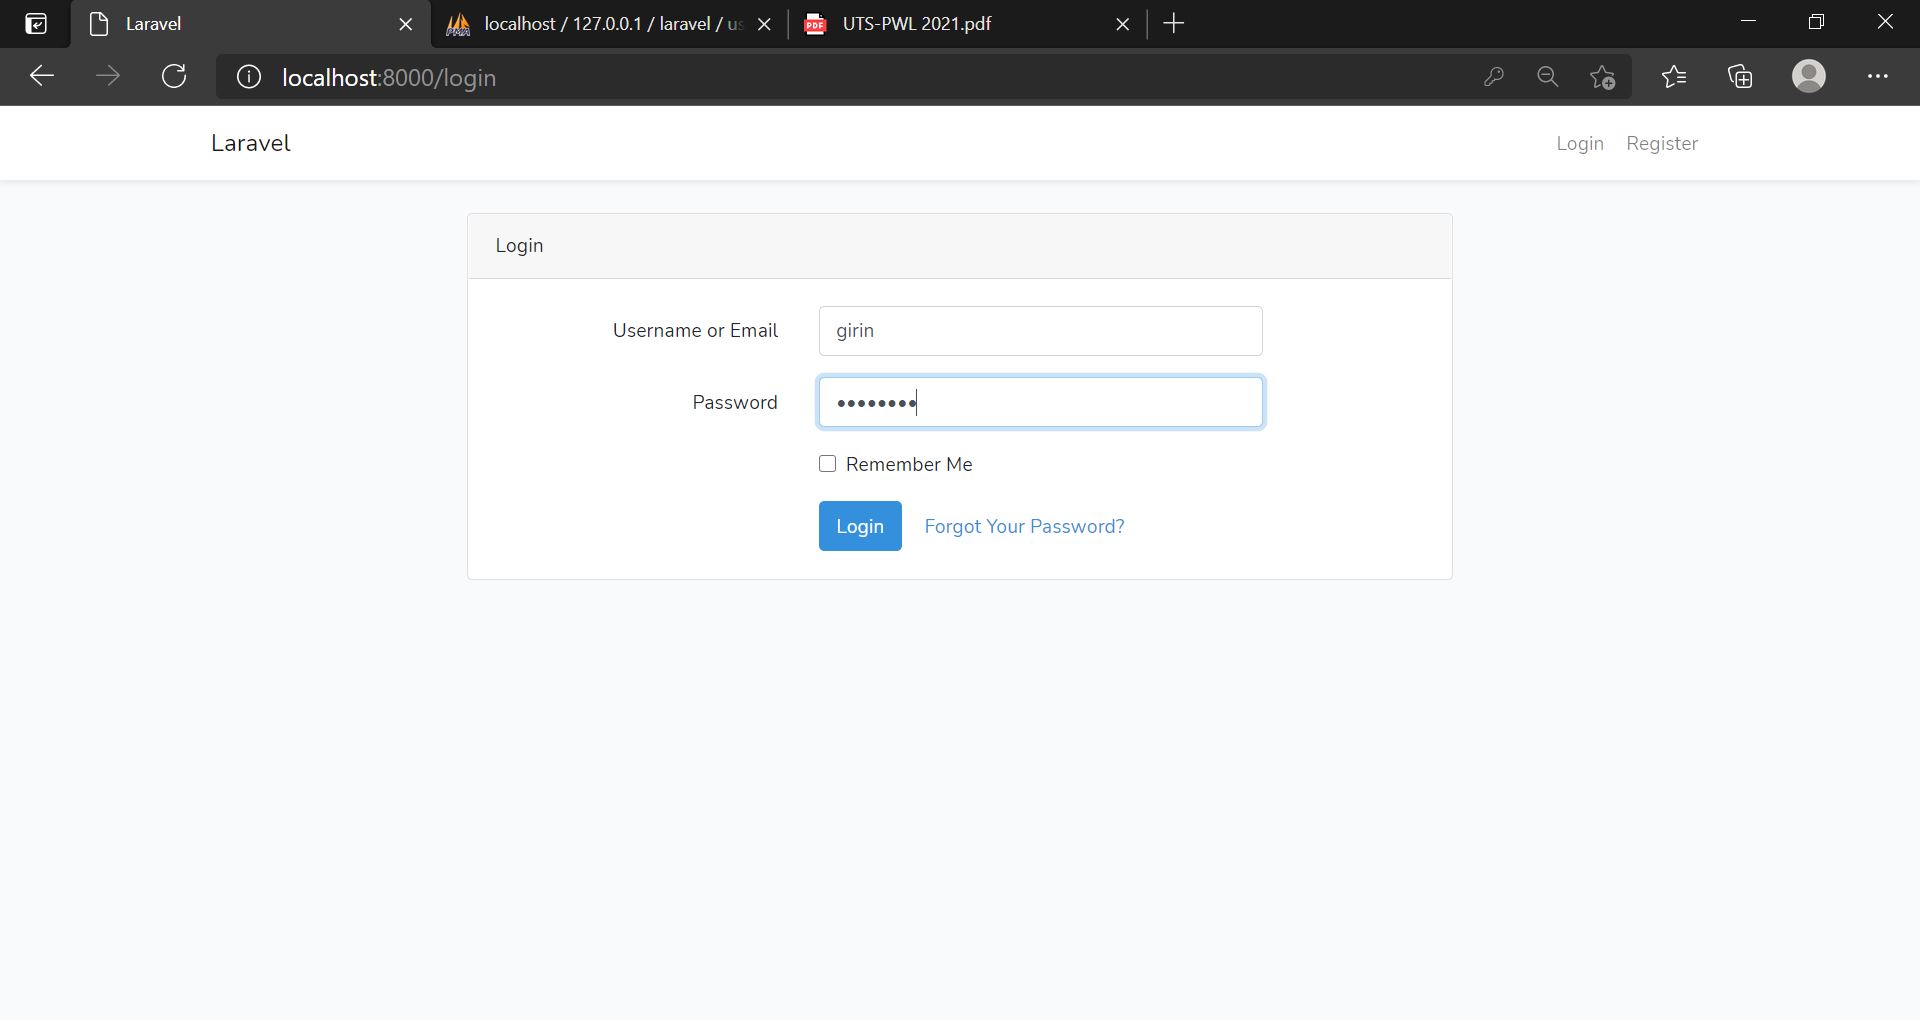 Laravel
localhost / 127.0.0.1 / laravel / us
UTS-PWL 2021.pdf
localhost:8000/login
Laravel
Login Register
Login
Username or Email girin
Password ••••••••
Remember Me
Login Forgot Your Password?